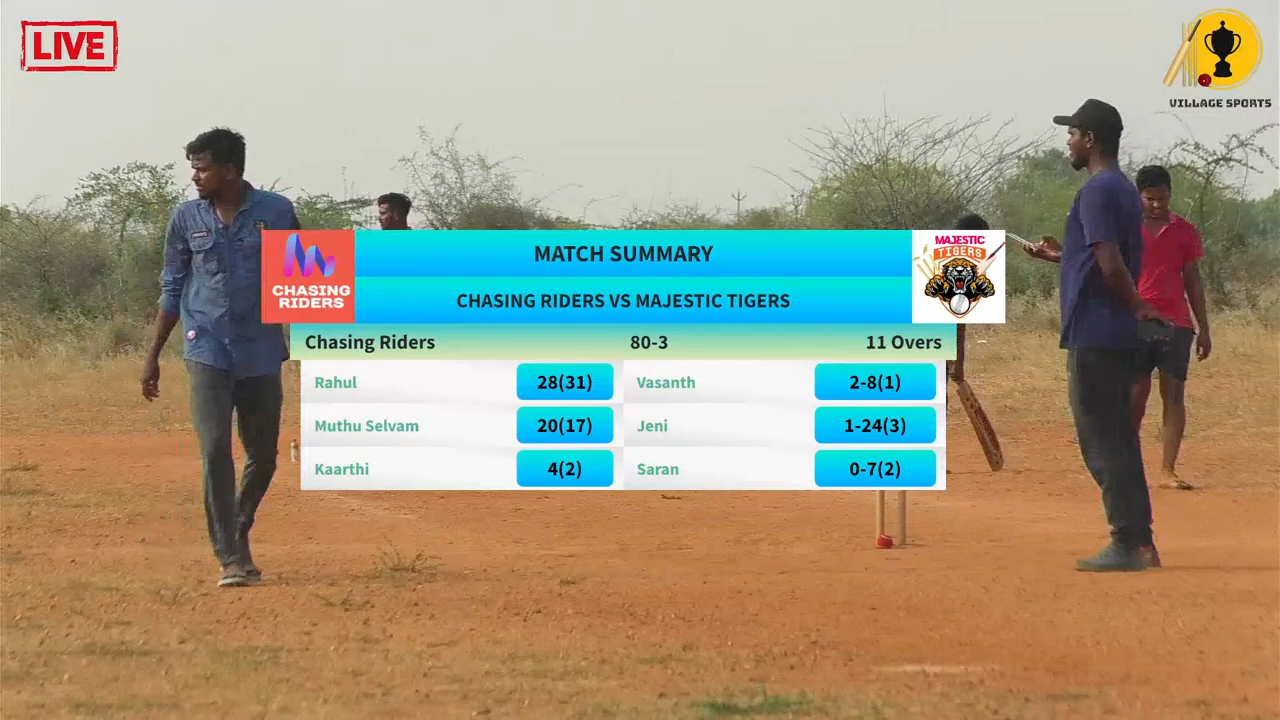 LIVE
VILLAGE SPORTS
MATCH SUMMARY
CHASING RIDERS
MAJESTIC
TIGERS
CHASING RIDERS VS MAJESTIC TIGERS
Chasing Riders 80-3 11 Overs
Rahul 28(31) Vasanth 2-8(1)
Muthu Selvam 20(17) Jeni 1-24(3)
Kaarthi 4(2) Saran 0-7(2)